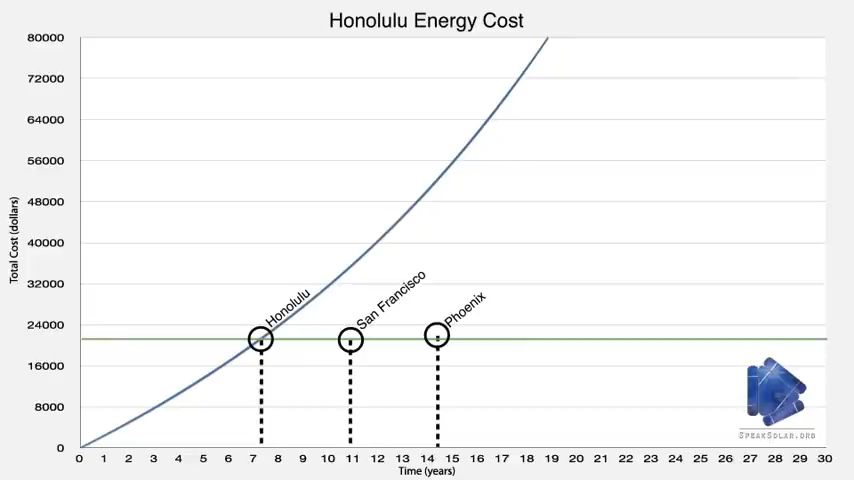 Honolulu Energy Cost
80000
72000
64000
56000
48000
40000
32000
24000
16000
8000
0
Total Cost (dollars)
Honolulu
San Francisco
Phoenix
0 1 2 3 4 5 6 7 8 9 10 11 12 13 14 15 16 17 18 19 20 21 22 23 24 25 26 27 28 29 30
Time (years)
SpeakSolar.org